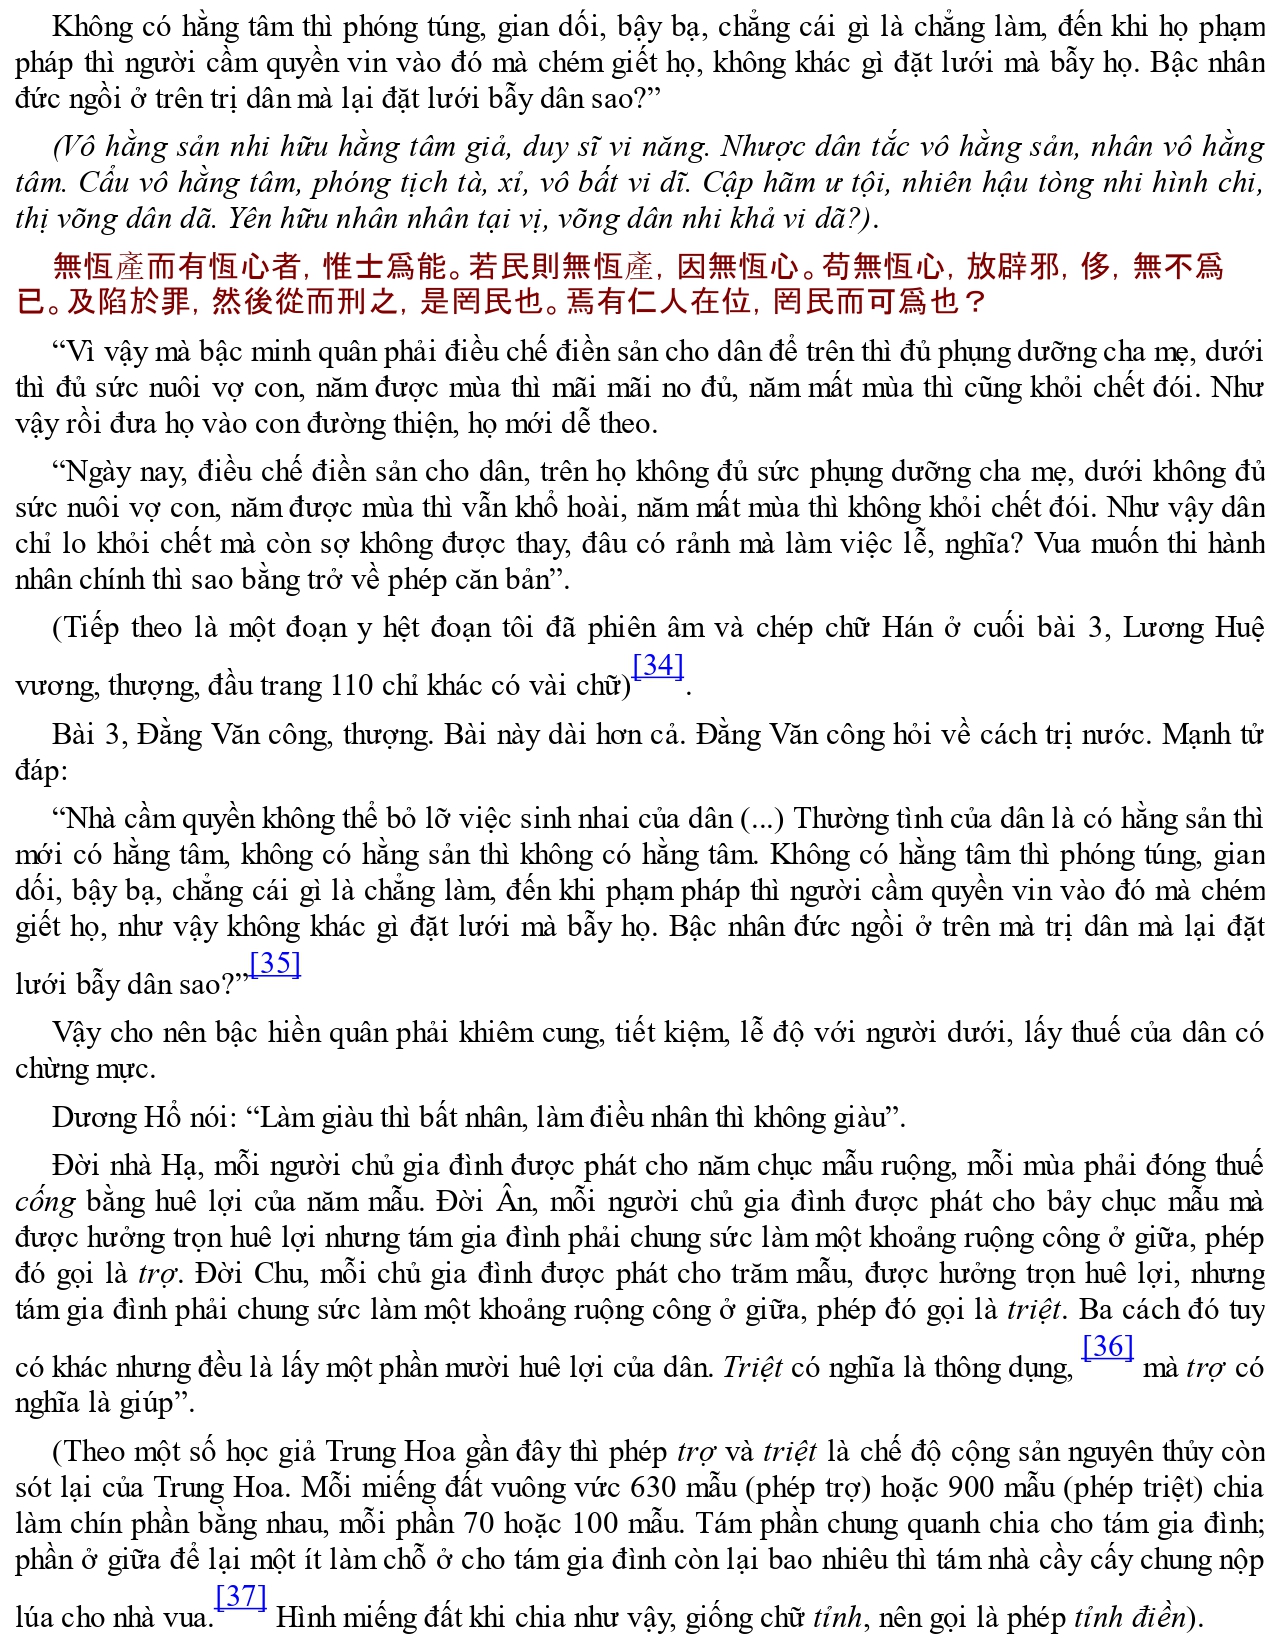 Không có hằng tâm thì phóng túng, gian dối, bậy bạ, chẳng cái gì là chẳng làm, đến khi họ phạm
pháp thì người cầm quyền vin vào đó mà chém giết họ, không khác gì đặt lưới mà bẫy họ. Bậc nhân
đức ngồi ở trên trị dân mà lại đặt lưới bẫy dân sao?”
(Vô hằng sản nhi hữu hằng tâm giả, duy sĩ vi năng. Nhược dân tắc vô hằng sản, nhân vô hằng
tâm. Cẩu vô hằng tâm, phóng tịch tà, xỉ, vô bất vi dĩ. Cập hãm ư tội, nhiên hậu tòng nhi hình chi,
thị võng dân dã. Yên hữu nhân nhân tại vị, võng dân nhi khả vi dã?).
無恆產而有恆心者, 惟士爲能。若民則無恆產, 因無恆心。苟無恆心, 放辟邪, 侈, 無不爲
已。及陷於罪, 然後從而刑之, 是罔民也。焉有仁人在位, 罔民而可爲也？
“Vì vậy mà bậc minh quân phải điều chế điền sản cho dân để trên thì đủ phụng dưỡng cha mẹ, dưới
thì đủ sức nuôi vợ con, năm được mùa thì mãi mãi no đủ, năm mất mùa thì cũng khỏi chết đói. Như
vậy rồi đưa họ vào con đường thiện, họ mới dễ theo.
“Ngày nay, điều chế điền sản cho dân, trên họ không đủ sức phụng dưỡng cha mẹ, dưới không đủ
sức nuôi vợ con, năm được mùa thì vẫn khổ hoài, năm mất mùa thì không khỏi chết đói. Như vậy dân
chỉ lo khỏi chết mà còn sợ không được thay, đâu có rảnh mà làm việc lễ, nghĩa? Vua muốn thi hành
nhân chính thì sao bằng trở về phép căn bản”.
(Tiếp theo là một đoạn y hệt đoạn tôi đã phiên âm và chép chữ Hán ở cuối bài 3, Lương Huệ
vương, thượng, đầu trang 110 chỉ khác có vài chữ)[34].
Bài 3, Đằng Văn công, thượng. Bài này dài hơn cả. Đằng Văn công hỏi về cách trị nước. Mạnh tử
đáp:
“Nhà cầm quyền không thể bỏ lỡ việc sinh nhai của dân (...) Thường tình của dân là có hằng sản thì
mới có hằng tâm, không có hằng sản thì không có hằng tâm. Không có hằng tâm thì phóng túng, gian
dối, bậy bạ, chẳng cái gì là chẳng làm, đến khi phạm pháp thì người cầm quyền vin vào đó mà chém
giết họ, như vậy không khác gì đặt lưới mà bẫy họ. Bậc nhân đức ngồi ở trên mà trị dân mà lại đặt
lưới bẫy dân sao?”[35]
Vậy cho nên bậc hiền quân phải khiêm cung, tiết kiệm, lễ độ với người dưới, lấy thuế của dân có
chừng mực.
Dương Hổ nói: “Làm giàu thì bất nhân, làm điều nhân thì không giàu”.
Đời nhà Hạ, mỗi người chủ gia đình được phát cho năm chục mẫu ruộng, mỗi mùa phải đóng thuế
cống bằng huê lợi của năm mẫu. Đời Ân, mỗi người chủ gia đình được phát cho bảy chục mẫu mà
được hưởng trọn huê lợi nhưng tám gia đình phải chung sức làm một khoảng ruộng công ở giữa, phép
đó gọi là trợ. Đời Chu, mỗi chủ gia đình được phát cho trăm mẫu, được hưởng trọn huê lợi, nhưng
tám gia đình phải chung sức làm một khoảng ruộng công ở giữa, phép đó gọi là triệt. Ba cách đó tuy
có khác nhưng đều là lấy một phần mười huê lợi của dân. Triệt có nghĩa là thông dụng, [36] mà trợ có
nghĩa là giúp”.
(Theo một số học giả Trung Hoa gần đây thì phép trợ và triệt là chế độ cộng sản nguyên thủy còn
sót lại của Trung Hoa. Mỗi miếng đất vuông vức 630 mẫu (phép trợ) hoặc 900 mẫu (phép triệt) chia
làm chín phần bằng nhau, mỗi phần 70 hoặc 100 mẫu. Tám phần chung quanh chia cho tám gia đình;
phần ở giữa để lại một ít làm chỗ ở cho tám gia đình còn lại bao nhiêu thì tám nhà cầy cấy chung nộp
lúa cho nhà vua.[37] Hình miếng đất khi chia như vậy, giống chữ tỉnh, nên gọi là phép tỉnh điền).